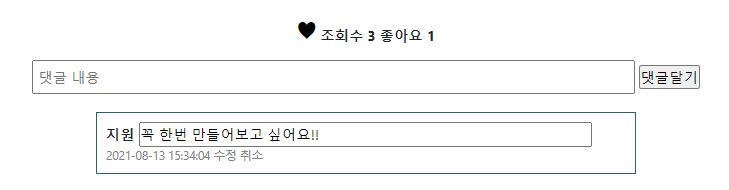 조회수 3 좋아요 1
댓글 내용 댓글달기
지원 꼭 한번 만들어보고 싶어요!!
2021-08-13 15:34:04 수정 취소